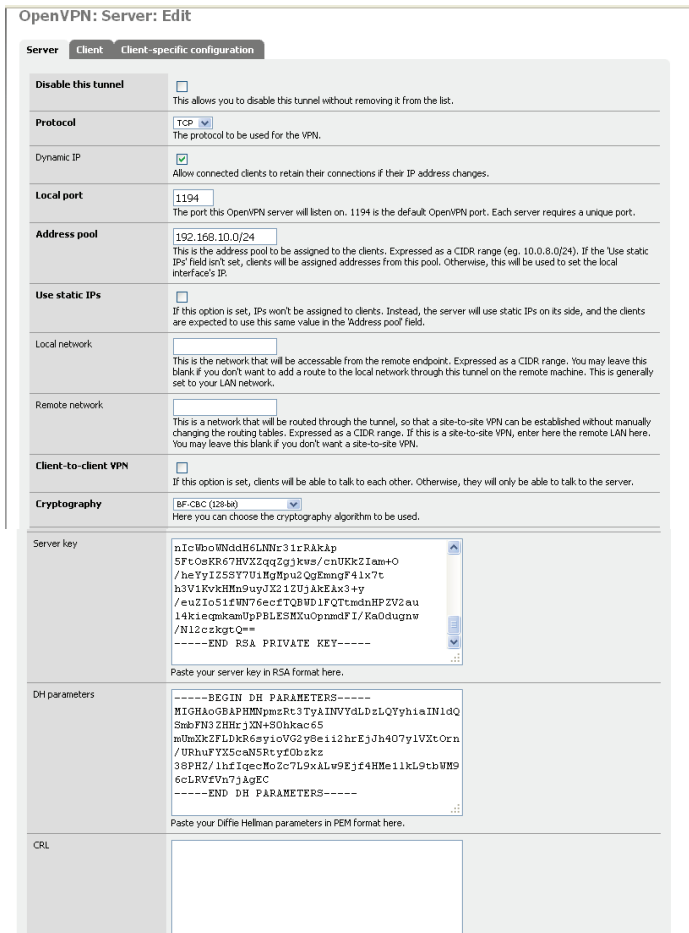 OpenVPN: Server: Edit
Server Client Client-specific configuration
Disable this tunnel
This allows you to disable this tunnel without removing it from the list.
Protocol
TCP
The protocol to be used for the VPN.
Dynamic IP
Allow connected clients to retain their connections if their IP address changes.
Local port
1194
The port this OpenVPN server will listen on. 1194 is the default OpenVPN port. Each server requires a unique port.
Address pool
192.168.10.0/24
This is the address pool to be assigned to the clients. Expressed as a CIDR range (eg. 10.0.8.0/24). If the 'Use static
IPs' field isn't set, clients will be assigned addresses from this pool. Otherwise, this will be used to set the local
interface's IP.
Use static IPs
If this option is set, IPs won't be assigned to clients. Instead, the server will use static IPs on its side, and the clients
are expected to use this same value in the 'Address pool' field.
Local network
This is the network that will be accessable from the remote endpoint. Expressed as a CIDR range. You may leave this
blank if you don't want to add a route to the local network through this tunnel on the remote machine. This is generally
set to your LAN network.
Remote network
This is a network that will be routed through the tunnel, so that a site-to-site VPN can be established without manually
changing the routing tables. Expressed as a CIDR range. If this is a site-to-site VPN, enter here the remote LAN here.
You may leave this blank if you don't want a site-to-site VPN.
Client-to-client VPN
If this option is set, clients will be able to talk to each other. Otherwise, they will only be able to talk to the server.
Cryptography
BF-CBC (128-bit)
Here you can choose the cryptography algorithm to be used.
Server key
nIcWboWNddH6LNNr31rRAkAp
5FtOsKR67HVXZqqZgjkws/cnUKkZIam+O
/heYyIZ5SY7UiMgMpu2QgEmngF4lx7t
h3V1KvkHMn9uyJX21ZUjAkEAx3+y
/euZIo51fWN76ecfTQBWDlFQTtmdnHPZV2au
l4kieqmkamUpPBLESMXuOpnmdFI/KaOdugnw
/Nl2czkgtQ==
-----END RSA PRIVATE KEY-----
Paste your server key in RSA format here.
DH parameters
-----BEGIN DH PARAMETERS-----
MIGHAoGBAPHMNpmzRt3TyAINVYdLDzLQYyhiaINldQ
SmbFN3ZHHrjXN+SOhkac65
mUmXkZFLDkR6syioVG2y8eii2hrEjJh4O7ylVXtOrn
/URhuFYX5caN5RtyfObzkz
38PHZ/lhfIqecMoZc7L9xALw9Ejf4HMe1lkL9tbWM9
6cLRVfVn7jAgEC
-----END DH PARAMETERS-----
Paste your Diffie Hellman parameters in PEM format here.
CRL